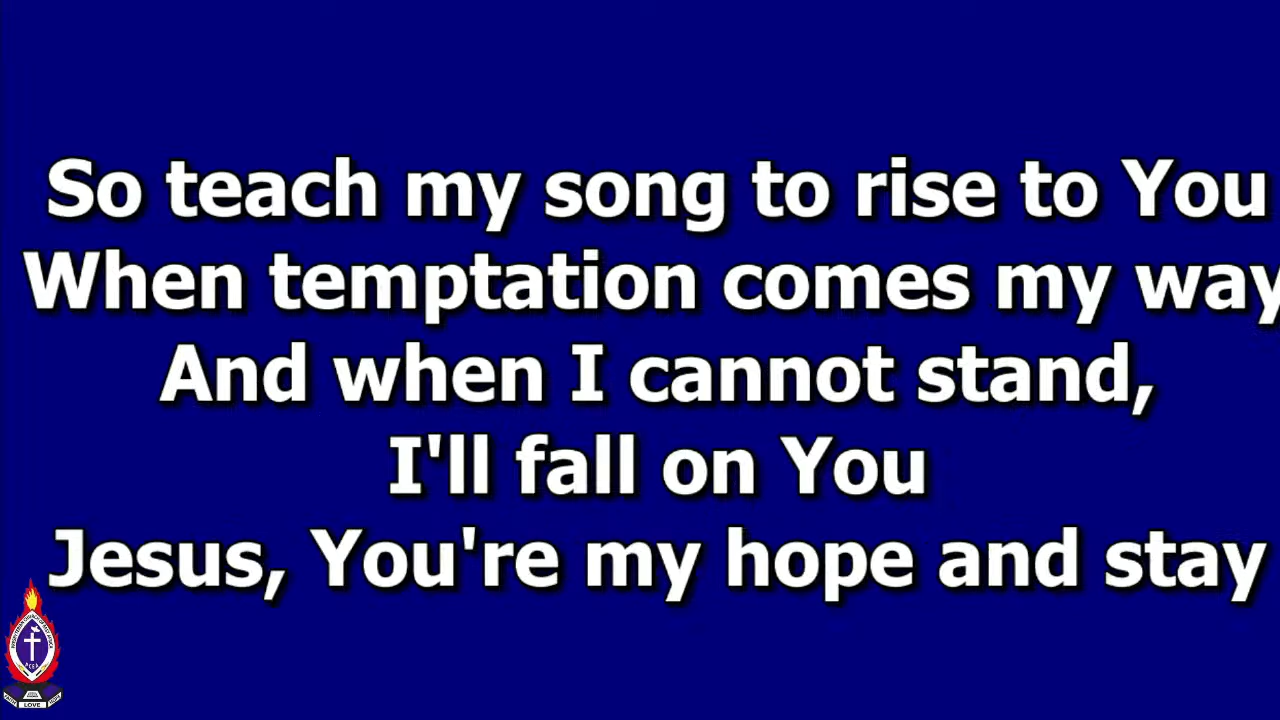 So teach my song to rise to You
When temptation comes my way
And when I cannot stand,
I'll fall on You
Jesus, You're my hope and stay
LOVE